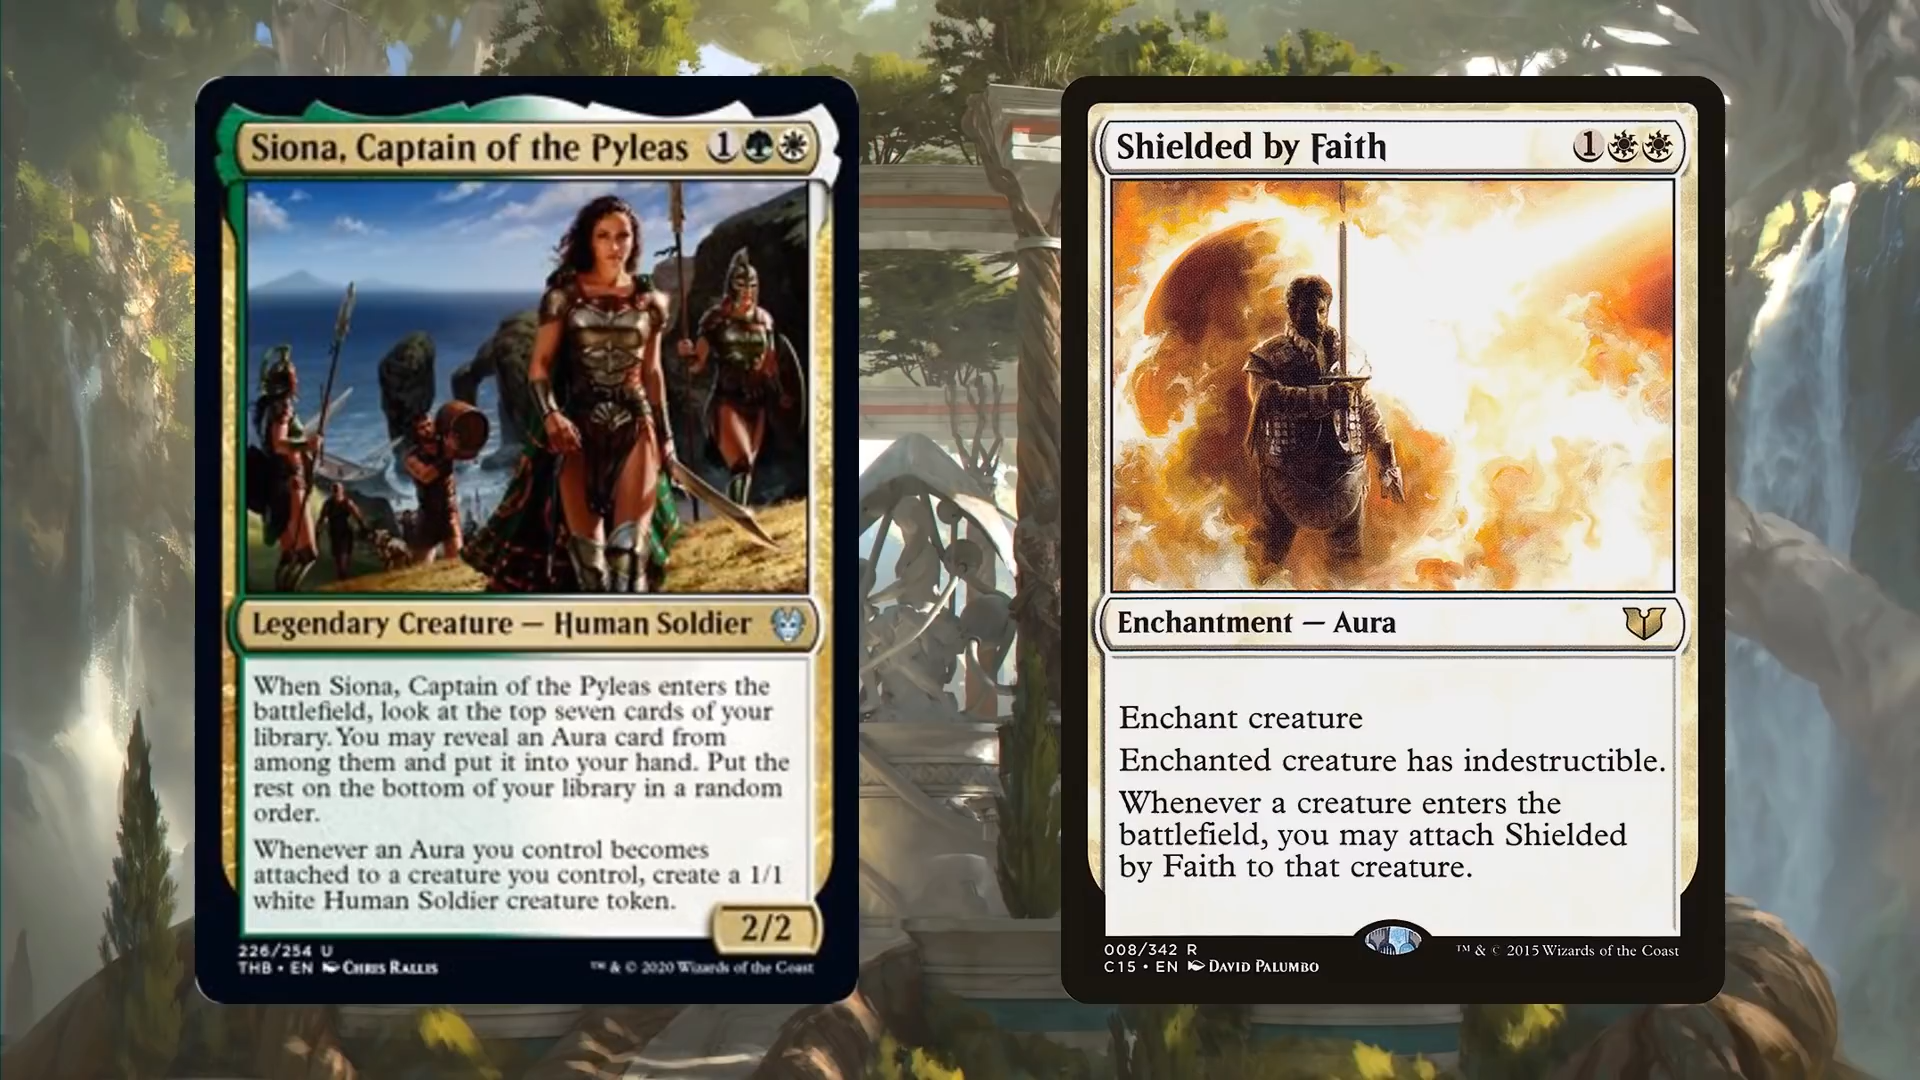 Siona, Captain of the Pyleas 1
Legendary Creature — Human Soldier
When Siona, Captain of the Pyleas enters the
battlefield, look at the top seven cards of your
library. You may reveal an Aura card from
among them and put it into your hand. Put the
rest on the bottom of your library in a random
order.
Whenever an Aura you control becomes
attached to a creature you control, create a 1/1
white Human Soldier creature token.
2/2
226/254 U
THB • EN Chris Rallis
™ & © 2020 Wizards of the Coast
Shielded by Faith 1
Enchantment — Aura
Enchant creature
Enchanted creature has indestructible.
Whenever a creature enters the
battlefield, you may attach Shielded
by Faith to that creature.
008/342 R
C15 • EN David Palumbo
™ & © 2015 Wizards of the Coast